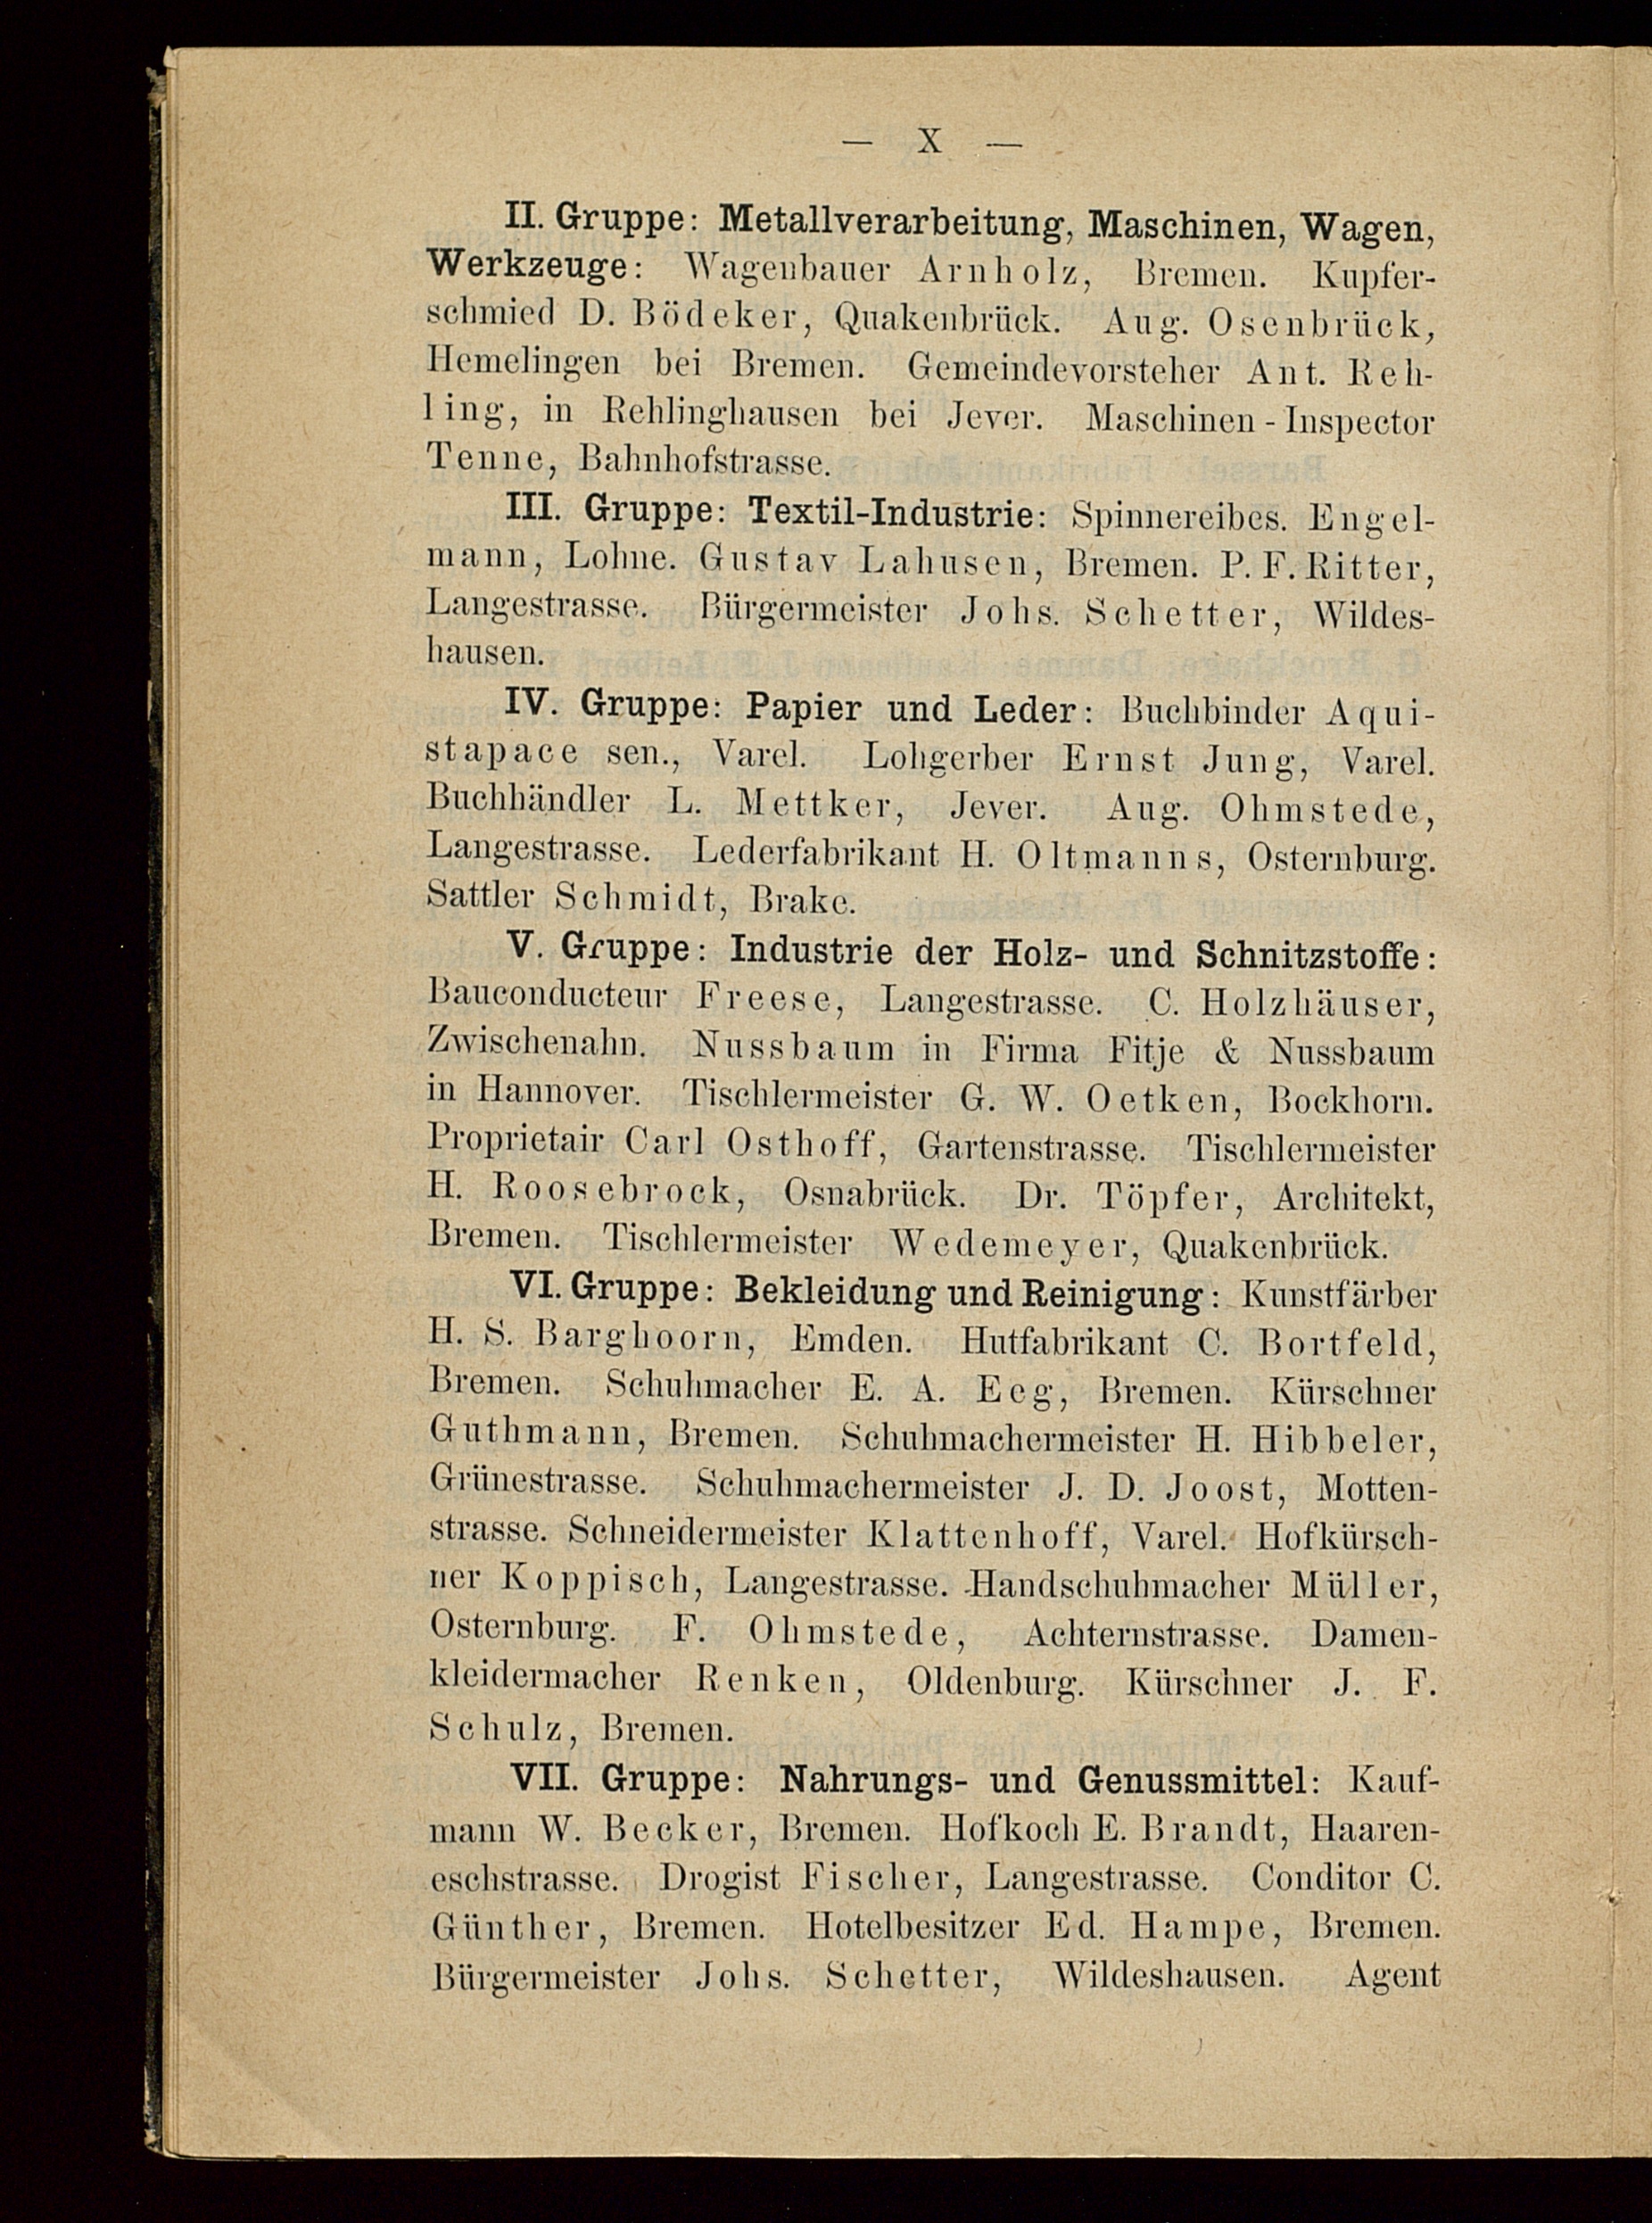 — X —
II. Gruppe: Metallverarbeitung, Maschinen, Wagen,
Werkzeuge: Wagenbauer Arnholz, Bremen. Kupfer-
schmied D. Bödeker, Quakenbrück. Aug. Osenbrück,
Hemelingen bei Bremen. Gemeindevorsteher Ant. Reh-
ling, in Rehlinghausen bei Jever. Maschinen-Inspector
Tenne, Bahnhofstrasse.
III. Gruppe: Textil-Industrie: Spinnereibes. Engel-
mann, Lohne. Gustav Lahusen, Bremen. P. F. Ritter,
Langestrasse. Bürgermeister Johs. Schetter, Wildes-
hausen.
IV. Gruppe: Papier und Leder: Buchbinder Aqui-
stapace sen., Varel. Lohgerber Ernst Jung, Varel.
Buchhändler L. Mettker, Jever. Aug. Ohmstede,
Langestrasse. Lederfabrikant H. Oltmanns, Osternburg.
Sattler Schmidt, Brake.
V. Gruppe: Industrie der Holz- und Schnitzstoffe:
Bauconducteur Freese, Langestrasse. C. Holzhäuser,
Zwischenahn. Nussbaum in Firma Fitje & Nussbaum
in Hannover. Tischlermeister G. W. Oetken, Bockhorn.
Proprietair Carl Osthoff, Gartenstrasse. Tischlermeister
H. Roosebrock, Osnabrück. Dr. Töpfer, Architekt,
Bremen. Tischlermeister Wedemeyer, Quakenbrück.
VI. Gruppe: Bekleidung und Reinigung: Kunstfärber
H. S. Barghoorn, Emden. Hutfabrikant C. Bortfeld,
Bremen. Schuhmacher E. A. Eeg, Bremen. Kürschner
Guthmann, Bremen. Schuhmachermeister H. Hibbeler,
Grünestrasse. Schuhmachermeister J. D. Joost, Motten-
strasse. Schneidermeister Klattenhoff, Varel. Hofkürsch-
ner Koppisch, Langestrasse. Handschuhmacher Müller,
Osternburg. F. Ohmstede, Achternstrasse. Damen-
kleidermacher Renken, Oldenburg. Kürschner J. F.
Schulz, Bremen.
VII. Gruppe: Nahrungs- und Genussmittel: Kauf-
mann W. Becker, Bremen. Hofkoch E. Brandt, Haaren-
eschstrasse. Drogist Fischer, Langestrasse. Conditor C.
Günther, Bremen. Hotelbesitzer Ed. Hampe, Bremen.
Bürgermeister Johs. Schetter, Wildeshausen. Agent